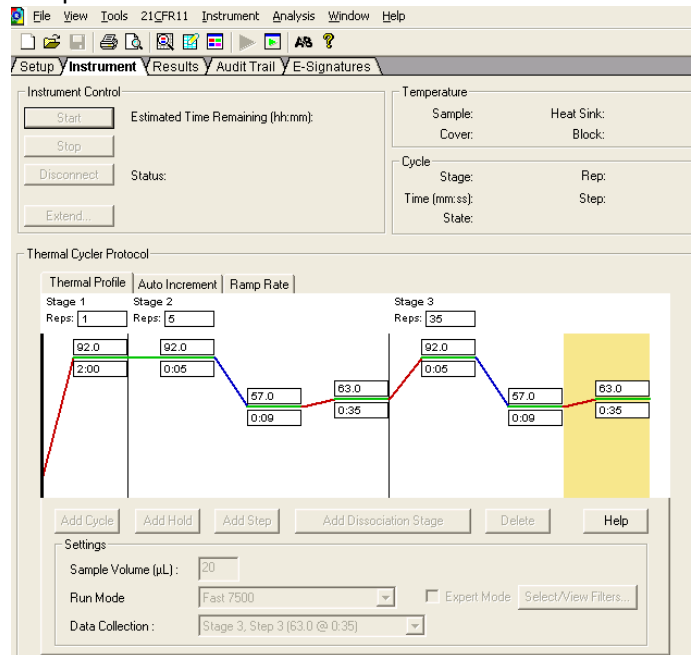 File View Tools 21CFR11 Instrument Analysis Window Help
Setup Instrument Results Audit Trail E-Signatures
Instrument Control
Start
Estimated Time Remaining (hh:mm):
Stop
Disconnect
Status:
Extend...
Temperature
Sample: Heat Sink:
Cover: Block:
Cycle
Stage: Rep:
Time (mm:ss): Step:
State:
Thermal Cycler Protocol
Thermal Profile Auto Increment Ramp Rate
Stage 1 Stage 2 Stage 3
Reps: 1 Reps: 5 Reps: 35
92.0 92.0 92.0
2:00 0:05 0:05
57.0 63.0 57.0 63.0
0:09 0:35 0:09 0:35
Add Cycle Add Hold Add Step Add Dissociation Stage Delete Help
Settings
Sample Volume (µL) : 20
Run Mode Fast 7500 Expert Mode Select/View Filters...
Data Collection : Stage 3, Step 3 (63.0 @ 0:35)